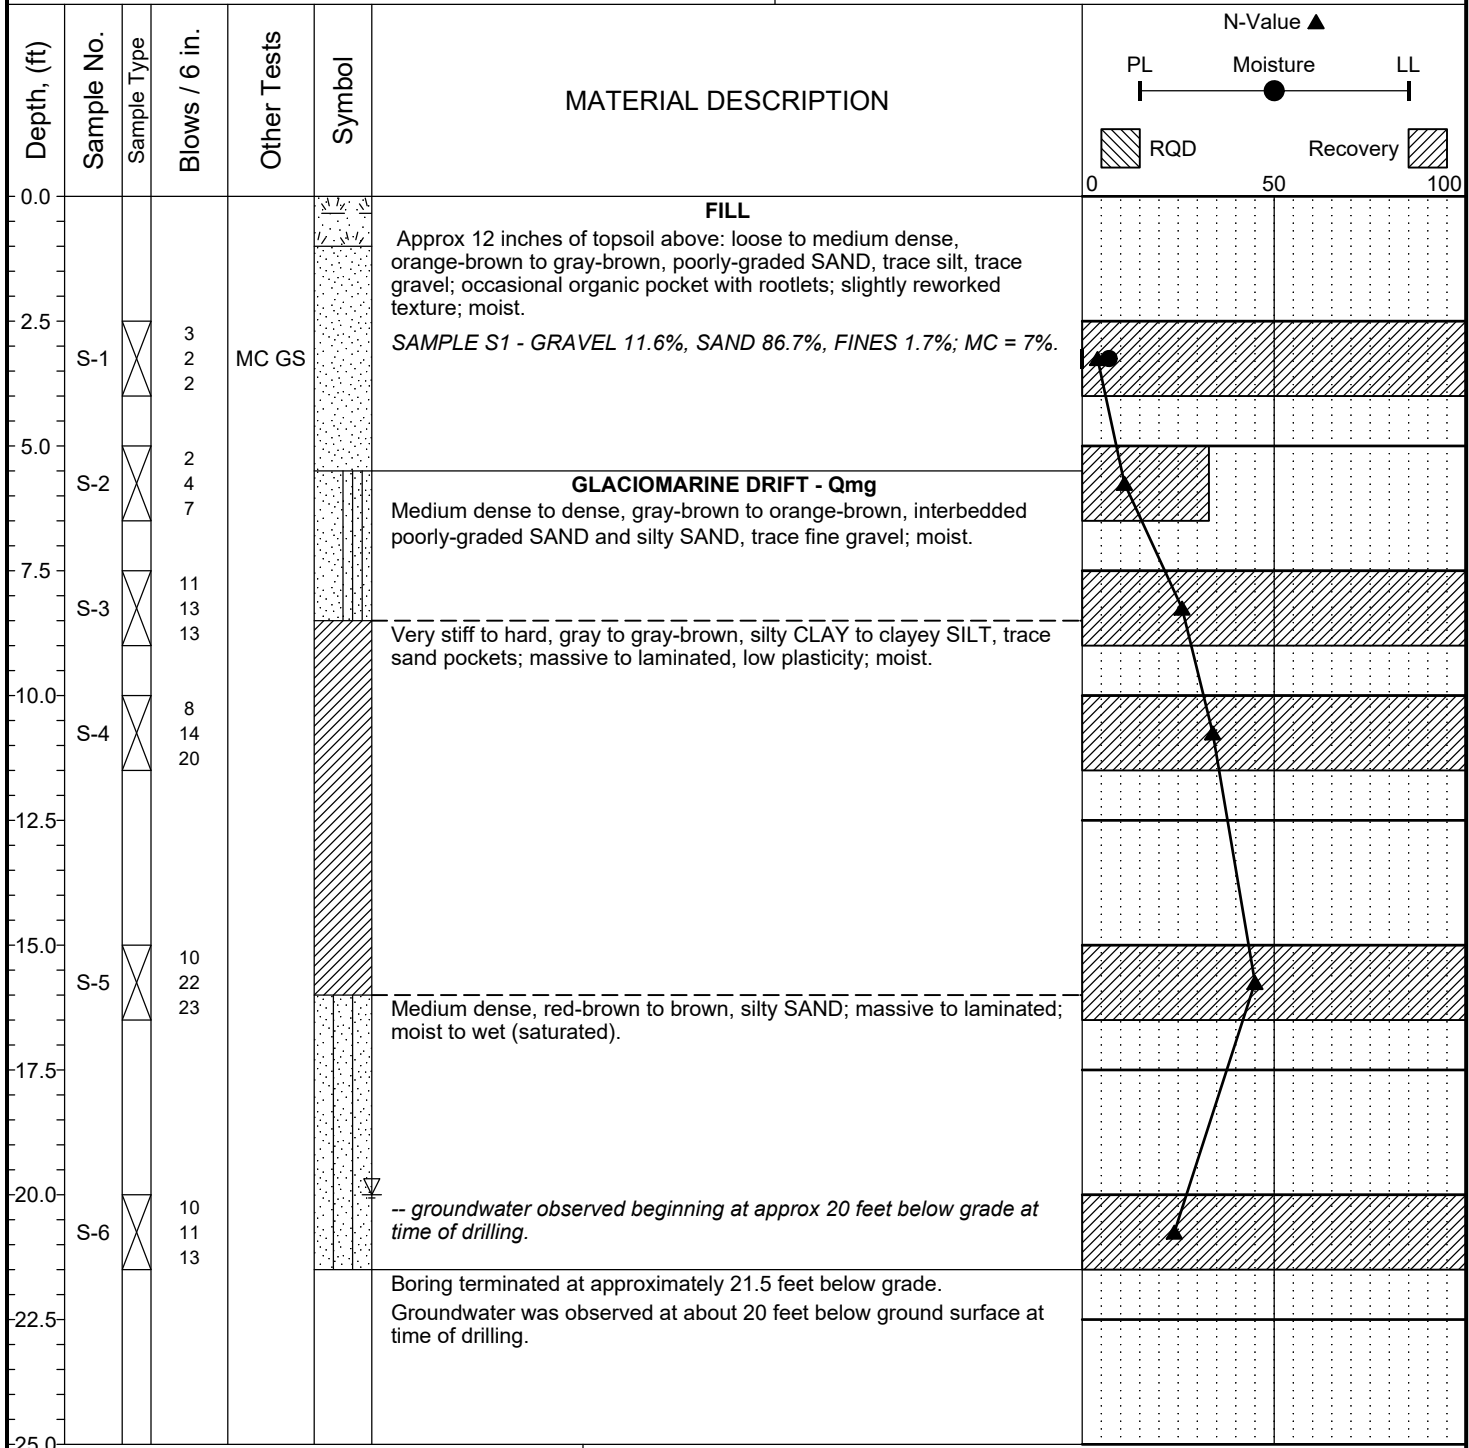 Depth, (ft)
Sample No.
Sample Type
Blows / 6 in.
Other Tests
Symbol
MATERIAL DESCRIPTION
N-Value
PL Moisture LL
RQD Recovery
0 50 100
0.0
FILL
Approx 12 inches of topsoil above: loose to medium dense,
orange-brown to gray-brown, poorly-graded SAND, trace silt, trace
gravel; occasional organic pocket with rootlets; slightly reworked
texture; moist.
2.5
S-1
3
2
2
MC GS
SAMPLE S1 - GRAVEL 11.6%, SAND 86.7%, FINES 1.7%; MC = 7%.
5.0
S-2
2
4
7
GLACIOMARINE DRIFT - Qmg
Medium dense to dense, gray-brown to orange-brown, interbedded
poorly-graded SAND and silty SAND, trace fine gravel; moist.
7.5
S-3
11
13
13
Very stiff to hard, gray to gray-brown, silty CLAY to clayey SILT, trace
sand pockets; massive to laminated, low plasticity; moist.
10.0
S-4
8
14
20
12.5
15.0
S-5
10
22
23
Medium dense, red-brown to brown, silty SAND; massive to laminated;
moist to wet (saturated).
17.5
20.0
S-6
10
11
13
-- groundwater observed beginning at approx 20 feet below grade at
time of drilling.
Boring terminated at approximately 21.5 feet below grade.
Groundwater was observed at about 20 feet below ground surface at
time of drilling.
22.5
25.0